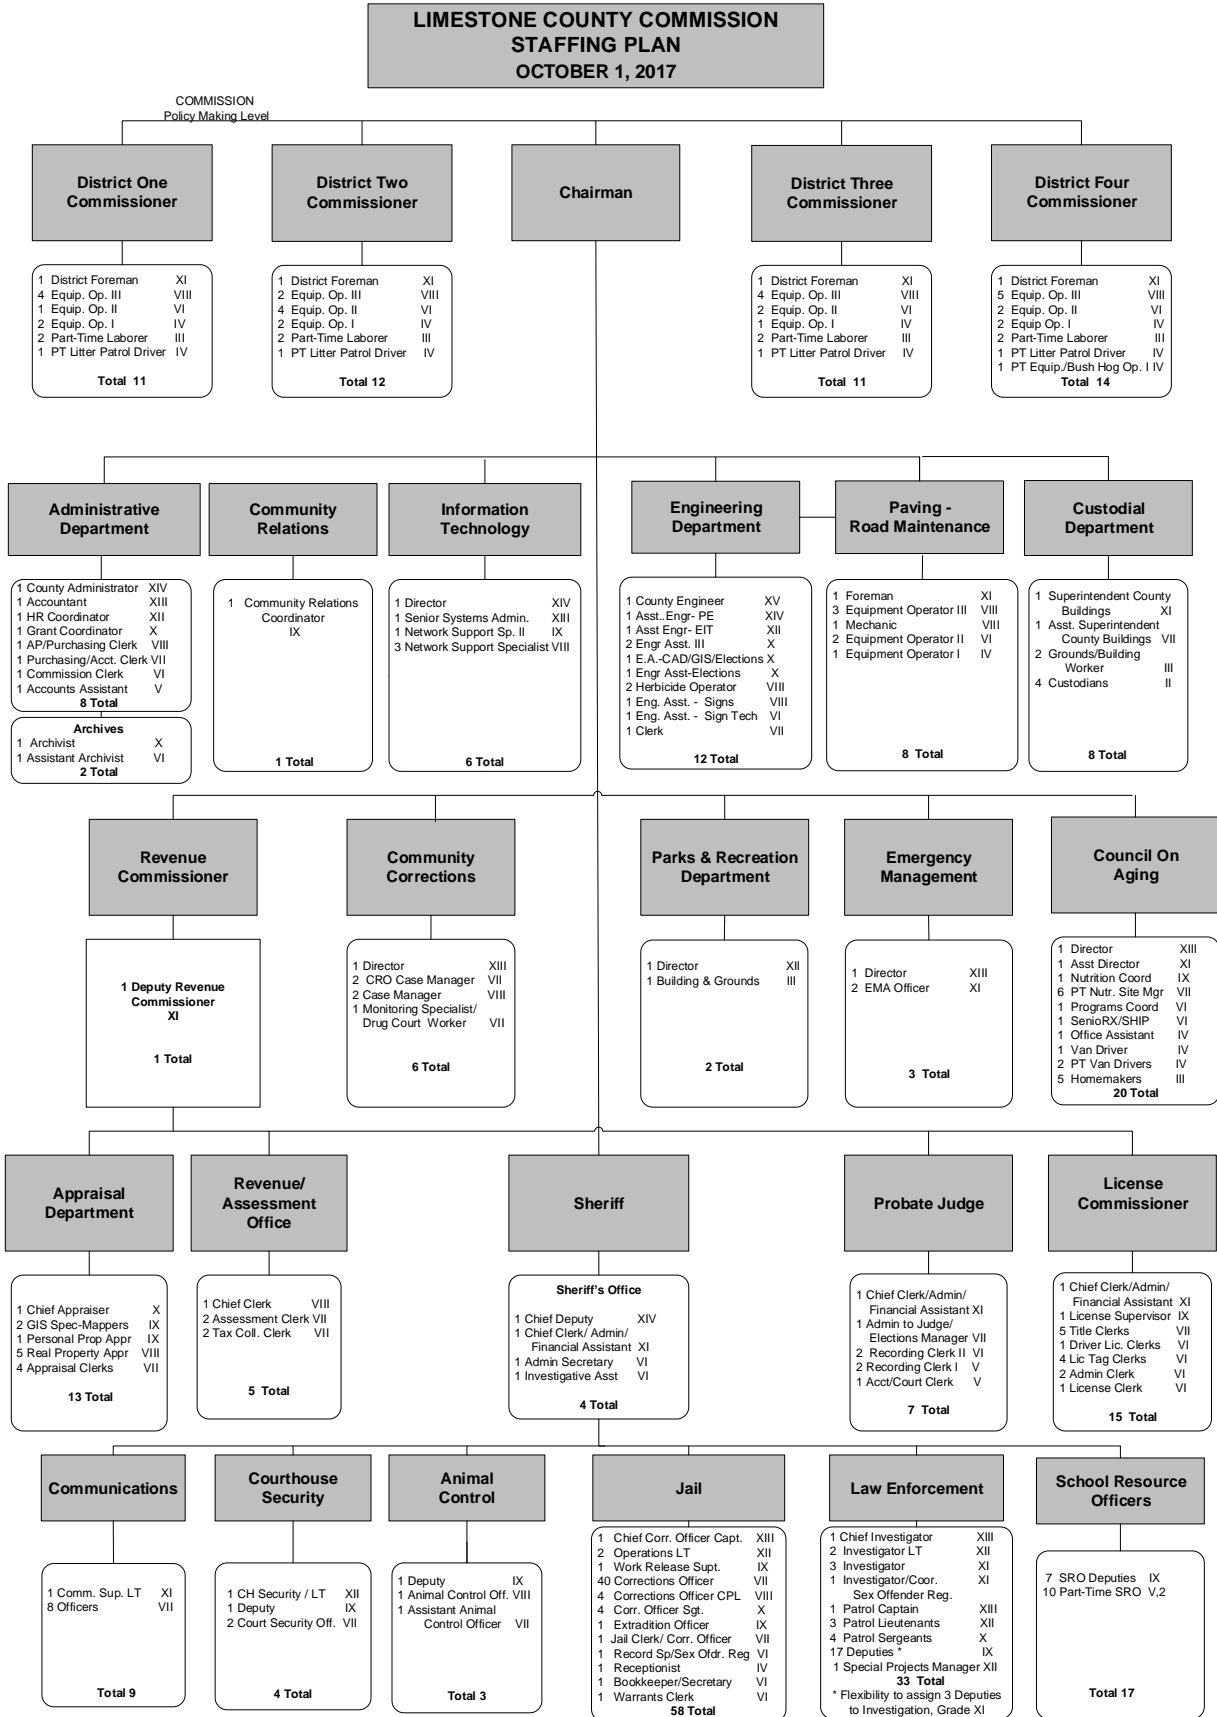 LIMESTONE COUNTY COMMISSION
STAFFING PLAN
OCTOBER 1, 2017
COMMISSION
Policy Making Level
District One
Commissioner
District Two
Commissioner
Chairman
District Three
Commissioner
District Four
Commissioner
1 District Foreman XI
4 Equip. Op. III VIII
1 Equip. Op. II VI
2 Equip. Op. I IV
2 Part-Time Laborer III
1 PT Litter Patrol Driver IV
Total 11
1 District Foreman XI
2 Equip. Op. III VIII
4 Equip. Op. II VI
2 Equip. Op. I IV
2 Part-Time Laborer III
1 PT Litter Patrol Driver IV
Total 12
1 District Foreman XI
4 Equip. Op. III VIII
2 Equip. Op. II VI
1 Equip. Op. I IV
2 Part-Time Laborer III
1 PT Litter Patrol Driver IV
Total 11
1 District Foreman XI
5 Equip. Op. III VIII
2 Equip. Op. II VI
2 Equip Op. I IV
2 Part-Time Laborer III
1 PT Litter Patrol Driver IV
1 PT Equip./Bush Hog Op. I IV
Total 14
Administrative
Department
Community
Relations
Information
Technology
Engineering
Department
Paving -
Road Maintenance
Custodial
Department
1 County Administrator XIV
1 Accountant XIII
1 HR Coordinator XII
1 Grant Coordinator X
1 AP/Purchasing Clerk VIII
1 Purchasing/Acct. Clerk VII
1 Commission Clerk VI
1 Accounts Assistant V
8 Total
Archives
1 Archivist X
1 Assistant Archivist VI
2 Total
1 Community Relations
Coordinator
IX
1 Total
1 Director XIV
1 Senior Systems Admin. XIII
1 Network Support Sp. II IX
3 Network Support Specialist VIII
6 Total
1 County Engineer XV
1 Asst..Engr- PE XIV
1 Asst Engr- EIT XII
2 Engr Asst. III X
1 E.A.-CAD/GIS/Elections X
1 Engr Asst-Elections X
2 Herbicide Operator VIII
1 Eng. Asst. - Signs VIII
1 Eng. Asst. - Sign Tech VI
1 Clerk VII
12 Total
1 Foreman XI
3 Equipment Operator III VIII
1 Mechanic VIII
2 Equipment Operator II VI
1 Equipment Operator I IV
8 Total
1 Superintendent County
Buildings XI
1 Asst. Superintendent
County Buildings VII
2 Grounds/Building
Worker III
4 Custodians II
8 Total
Revenue
Commissioner
Community
Corrections
Parks & Recreation
Department
Emergency
Management
Council On
Aging
1 Deputy Revenue
Commissioner
XI
1 Total
1 Director XIII
2 CRO Case Manager VII
2 Case Manager VIII
1 Monitoring Specialist/
Drug Court Worker VII
6 Total
1 Director XII
1 Building & Grounds III
2 Total
1 Director XIII
2 EMA Officer XI
3 Total
1 Director XIII
1 Asst Director XI
1 Nutrition Coord IX
6 PT Nutr. Site Mgr VII
1 Programs Coord VI
1 SenioRX/SHIP VI
1 Office Assistant IV
1 Van Driver IV
2 PT Van Drivers IV
5 Homemakers III
20 Total
Appraisal
Department
Revenue/
Assessment
Office
Sheriff
Probate Judge
License
Commissioner
1 Chief Appraiser X
2 GIS Spec-Mappers IX
1 Personal Prop Appr IX
5 Real Property Appr VIII
4 Appraisal Clerks VII
13 Total
1 Chief Clerk VIII
2 Assessment Clerk VII
2 Tax Coll. Clerk VII
5 Total
Sheriff's Office
1 Chief Deputy XIV
1 Chief Clerk/ Admin/
Financial Assistant XI
1 Admin Secretary VI
1 Investigative Asst VI
4 Total
1 Chief Clerk/Admin/
Financial Assistant XI
1 Admin to Judge/
Elections Manager VII
2 Recording Clerk II VI
2 Recording Clerk I V
1 Acct/Court Clerk V
7 Total
1 Chief Clerk/Admin/
Financial Assistant XI
1 License Supervisor IX
5 Title Clerks VII
1 Driver Lic. Clerks VI
4 Lic Tag Clerks VI
2 Admin Clerk VI
1 License Clerk VI
15 Total
Communications
Courthouse
Security
Animal
Control
Jail
Law Enforcement
School Resource
Officers
1 Comm. Sup. LT XI
8 Officers VII
Total 9
1 CH Security / LT XII
1 Deputy IX
2 Court Security Off. VII
4 Total
1 Deputy IX
1 Animal Control Off. VIII
1 Assistant Animal
Control Officer VII
Total 3
1 Chief Corr. Officer Capt. XIII
2 Operations LT XII
1 Work Release Supt. IX
40 Corrections Officer VII
4 Corrections Officer CPL VIII
4 Corr. Officer Sgt. X
1 Extradition Officer IX
1 Jail Clerk/ Corr. Officer VII
1 Record Sp/Sex Ofdr. Reg VI
1 Receptionist IV
1 Bookkeeper/Secretary VI
1 Warrants Clerk VI
58 Total
1 Chief Investigator XIII
2 Investigator LT XII
3 Investigator XI
1 Investigator/Coor. XI
Sex Offender Reg.
1 Patrol Captain XIII
3 Patrol Lieutenants XII
4 Patrol Sergeants X
17 Deputies * IX
1 Special Projects Manager XII
33 Total
* Flexibility to assign 3 Deputies
to Investigation, Grade XI
7 SRO Deputies IX
10 Part-Time SRO V,2
Total 17